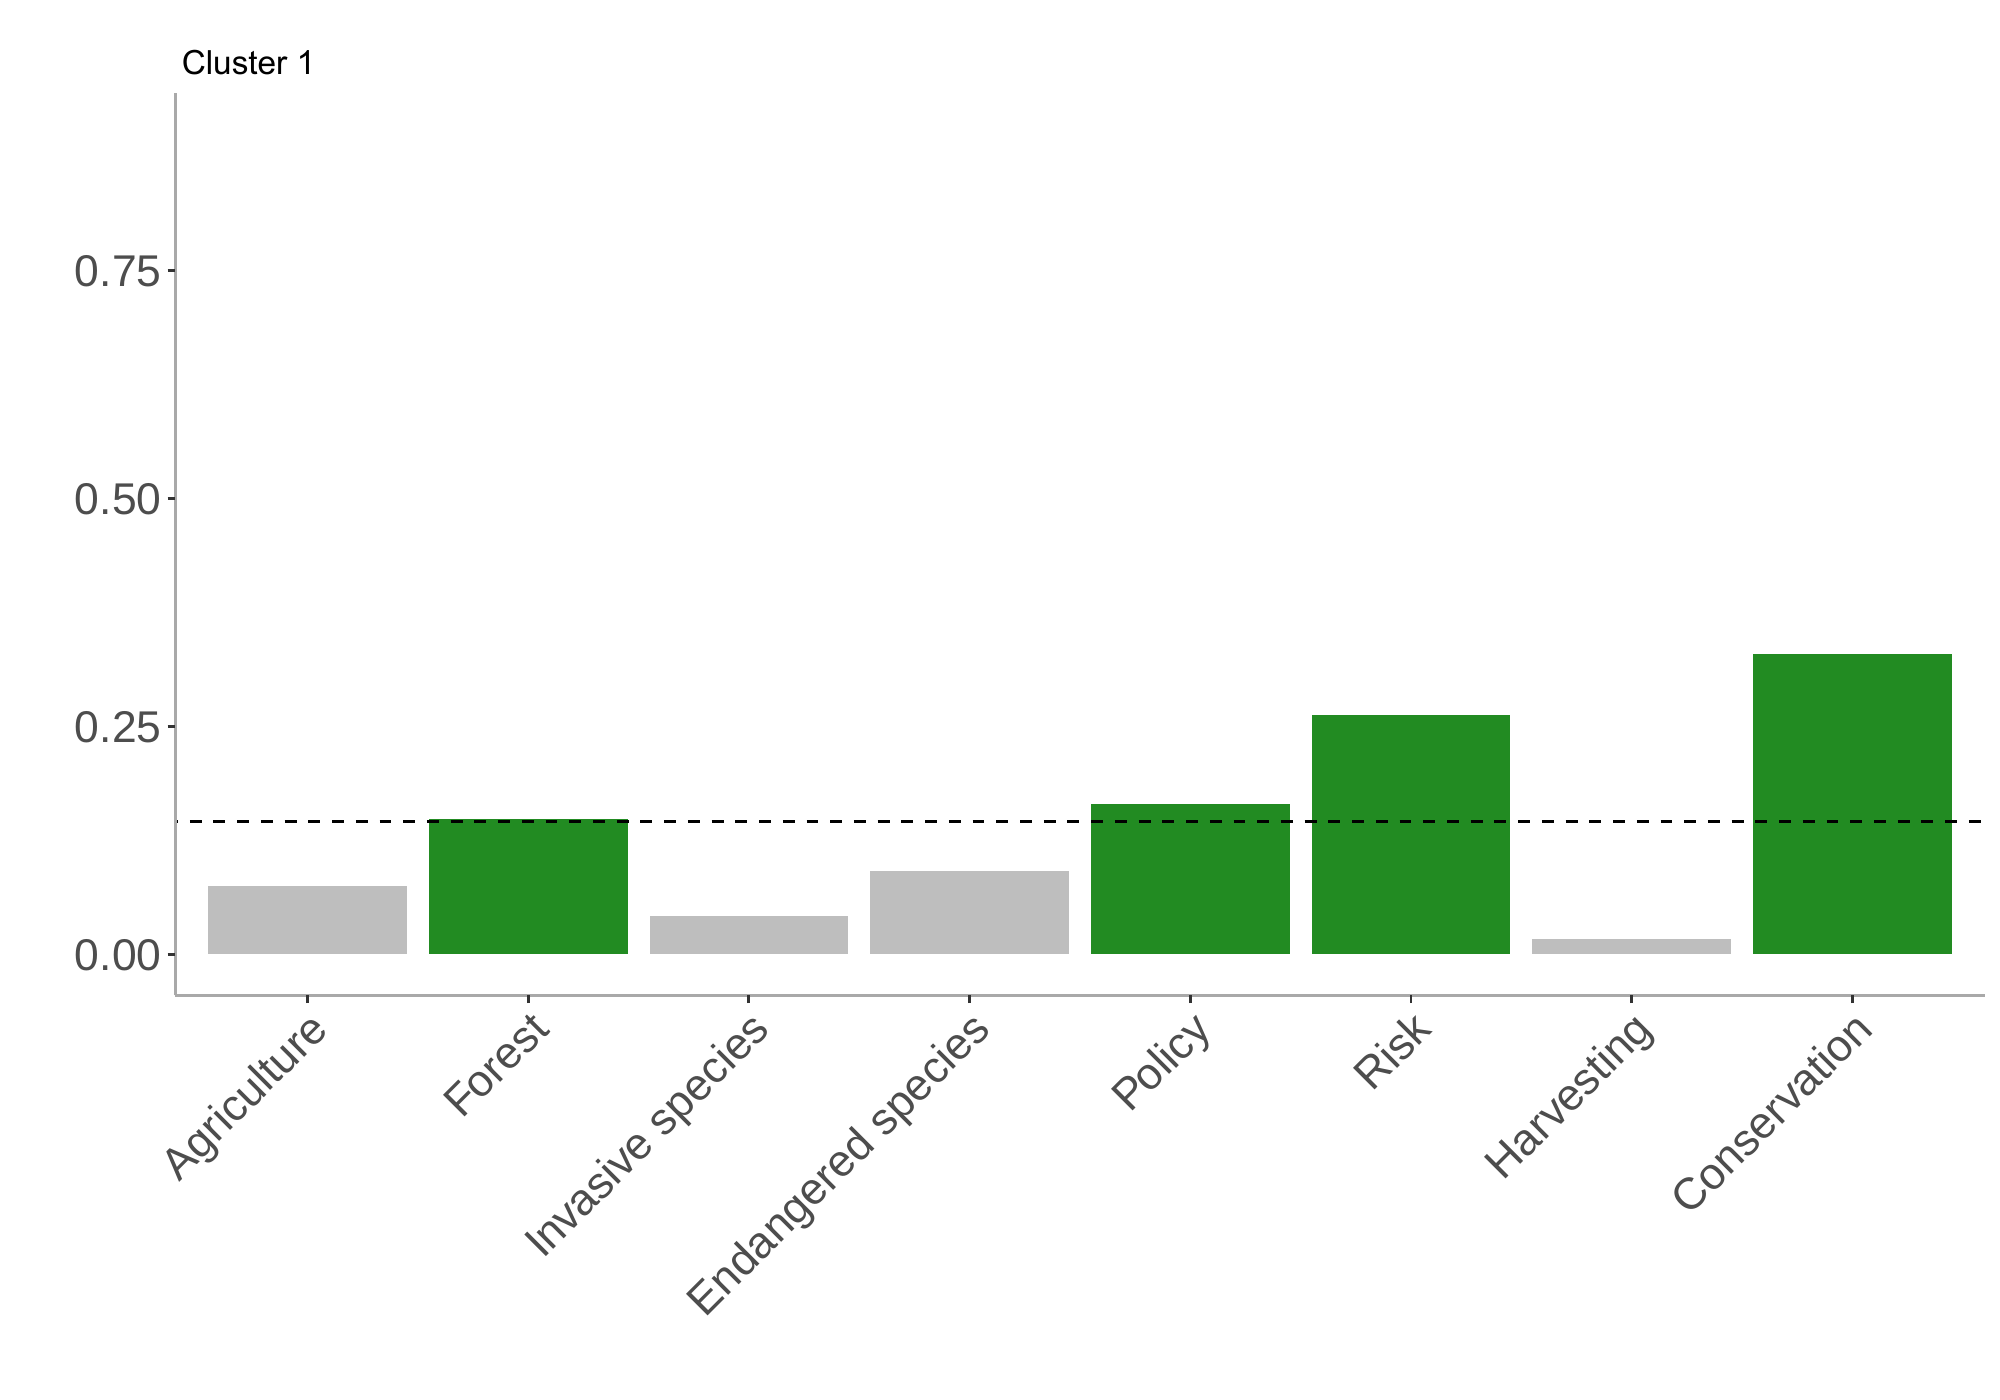 Cluster 1
0.75
0.50
0.25
0.00
Agriculture
Forest
Invasive species
Endangered species
Policy
Risk
Harvesting
Conservation